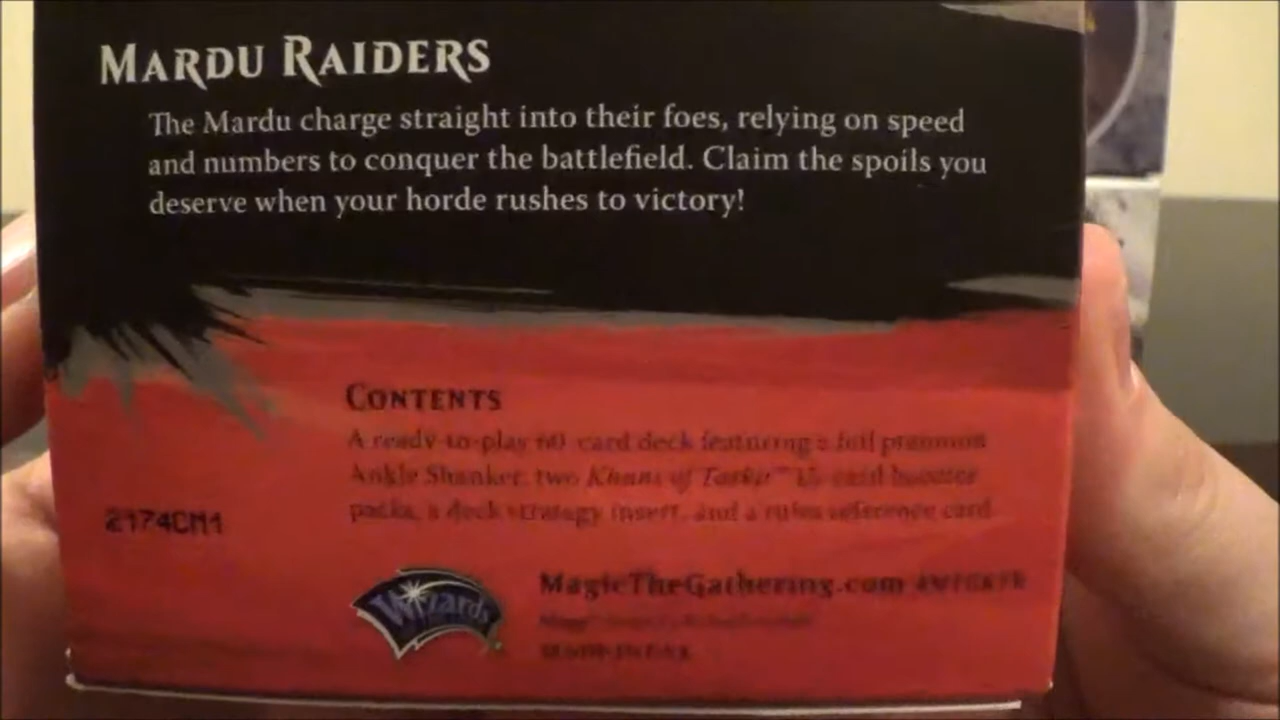 MARDU RAIDERS
The Mardu charge straight into their foes, relying on speed
and numbers to conquer the battlefield. Claim the spoils you
deserve when your horde rushes to victory!
CONTENTS
A ready-to-play 60-card deck featuring a foil premium
Ankle Shanker, two Khans of Tarkir™ 15-card booster
packs, a deck strategy insert, and a rules reference card.
2174CM1
Wizards
MagicTheGathering.com #MTGKTK